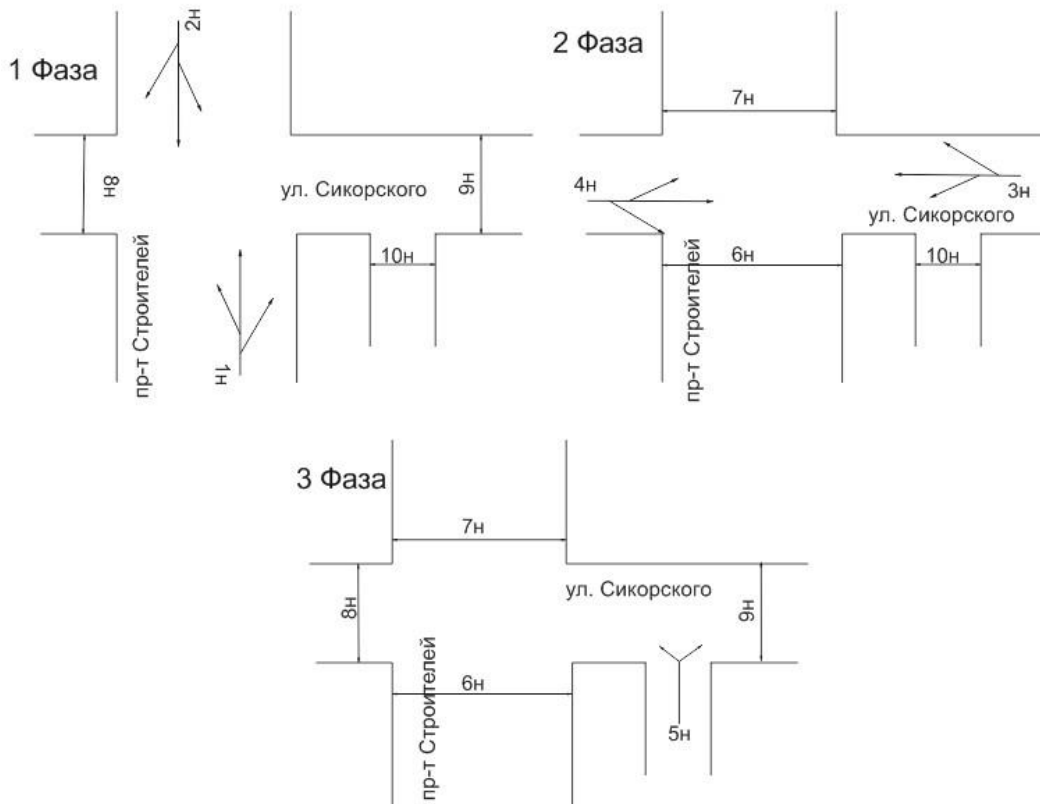 1 Фаза
2н
8н
ул. Сикорского
9н
10н
пр-т Строителей
1н
2 Фаза
7н
4н
3н
ул. Сикорского
6н
10н
пр-т Строителей
3 Фаза
7н
ул. Сикорского
8н
9н
6н
пр-т Строителей
5н